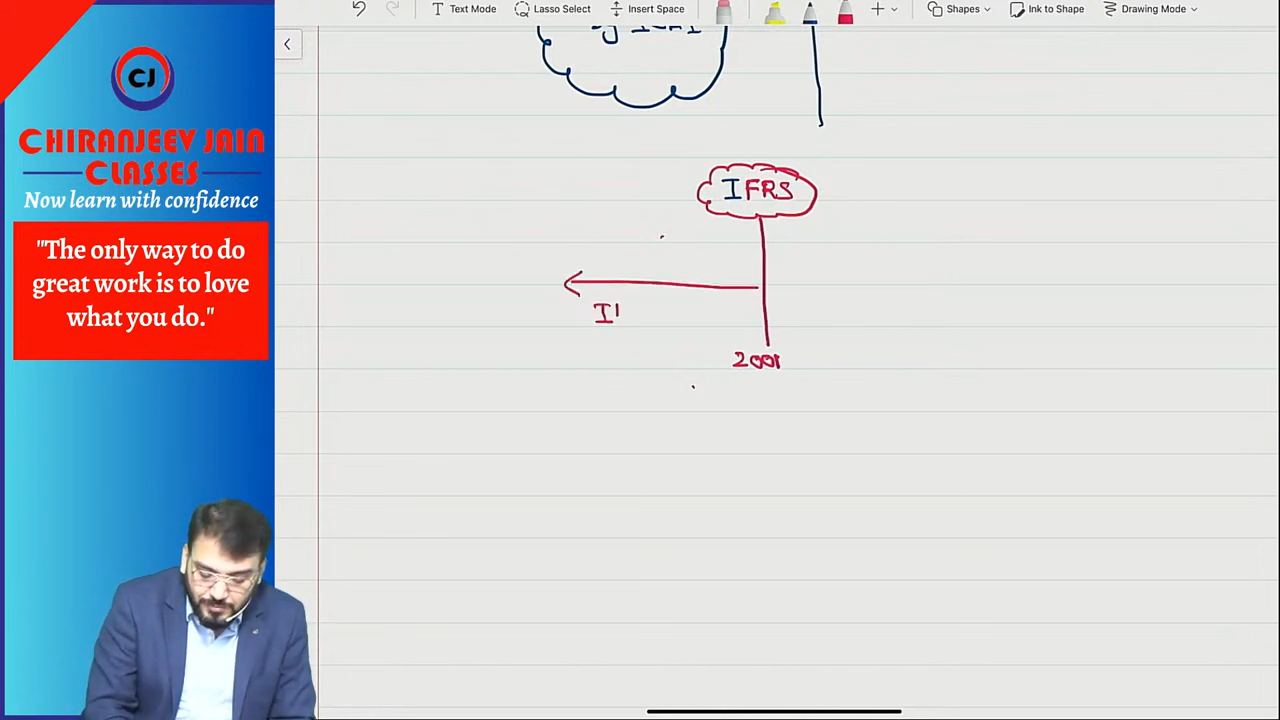 Text Mode Lasso Select Insert Space Shapes Ink to Shape Drawing Mode
CJ
CHIRANJEEV JAIN
CLASSES
Now learn with confidence
"The only way to do
great work is to love
what you do."
IFRS
2001